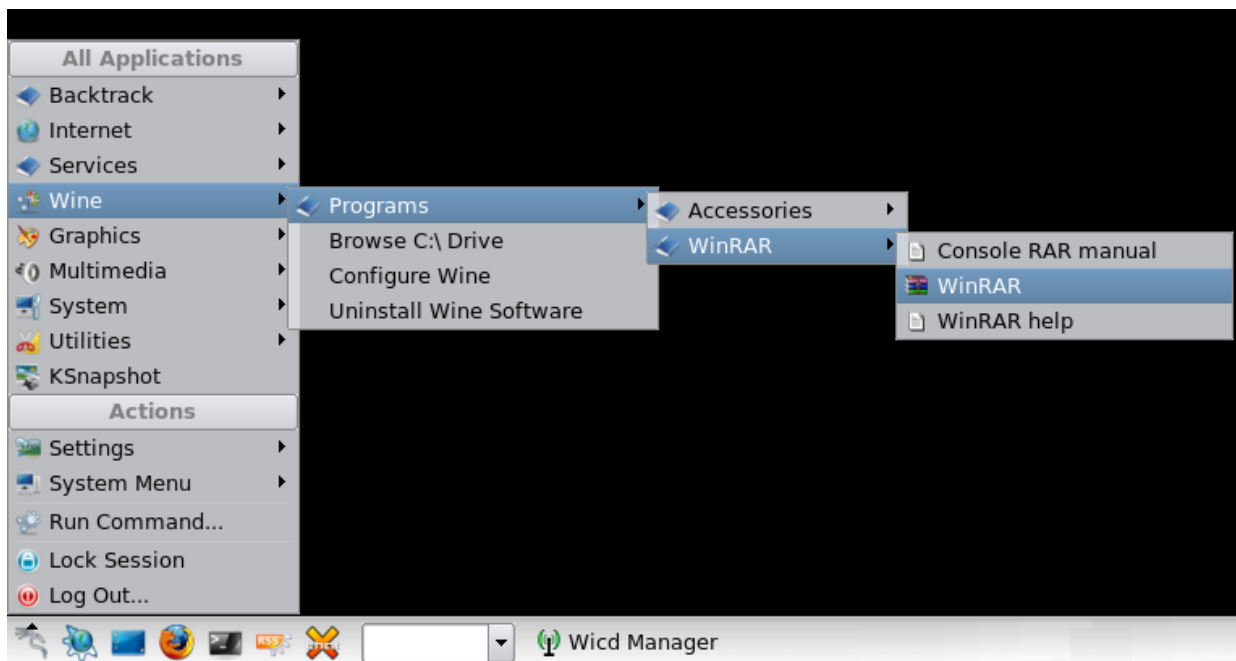 All Applications
Backtrack
Internet
Services
Wine
Graphics
Multimedia
System
Utilities
KSnapshot
Actions
Settings
System Menu
Run Command...
Lock Session
Log Out...
Programs
Browse C:\ Drive
Configure Wine
Uninstall Wine Software
Accessories
WinRAR
Console RAR manual
WinRAR
WinRAR help
Wicd Manager